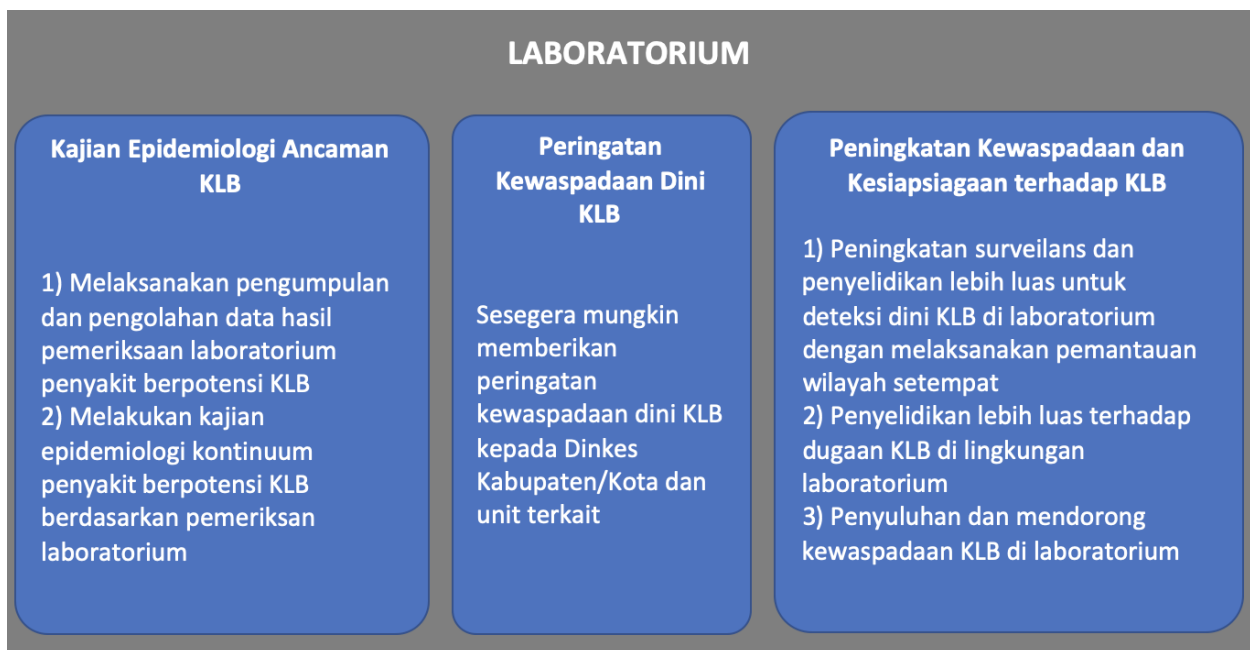 LABORATORIUM
Kajian Epidemiologi Ancaman
KLB
1) Melaksanakan pengumpulan
dan pengolahan data hasil
pemeriksaan laboratorium
penyakit berpotensi KLB
2) Melakukan kajian
epidemiologi kontinuum
penyakit berpotensi KLB
berdasarkan pemeriksan
laboratorium
Peringatan
Kewaspadaan Dini
KLB
Sesegera mungkin
memberikan
peringatan
kewaspadaan dini KLB
kepada Dinkes
Kabupaten/Kota dan
unit terkait
Peningkatan Kewaspadaan dan
Kesiapsiagaan terhadap KLB
1) Peningkatan surveilans dan
penyelidikan lebih luas untuk
deteksi dini KLB di laboratorium
dengan melaksanakan pemantauan
wilayah setempat
2) Penyelidikan lebih luas terhadap
dugaan KLB di lingkungan
laboratorium
3) Penyuluhan dan mendorong
kewaspadaan KLB di laboratorium